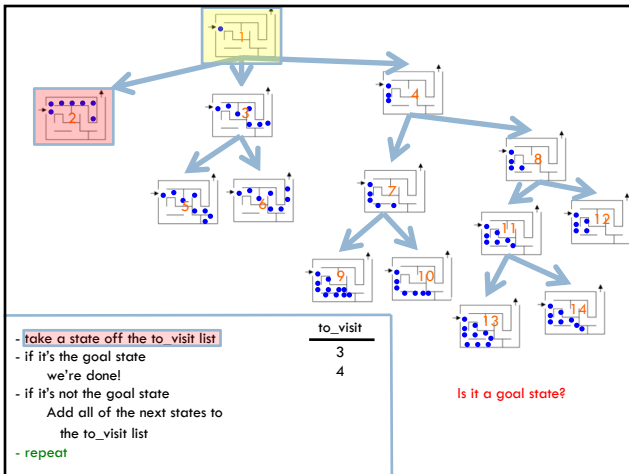 1
2
3
4
5
6
7
8
9
10
11
12
13
14
- take a state off the to_visit list
- if it's the goal state
we're done!
- if it's not the goal state
Add all of the next states to
the to_visit list
- repeat
to_visit
3
4
Is it a goal state?